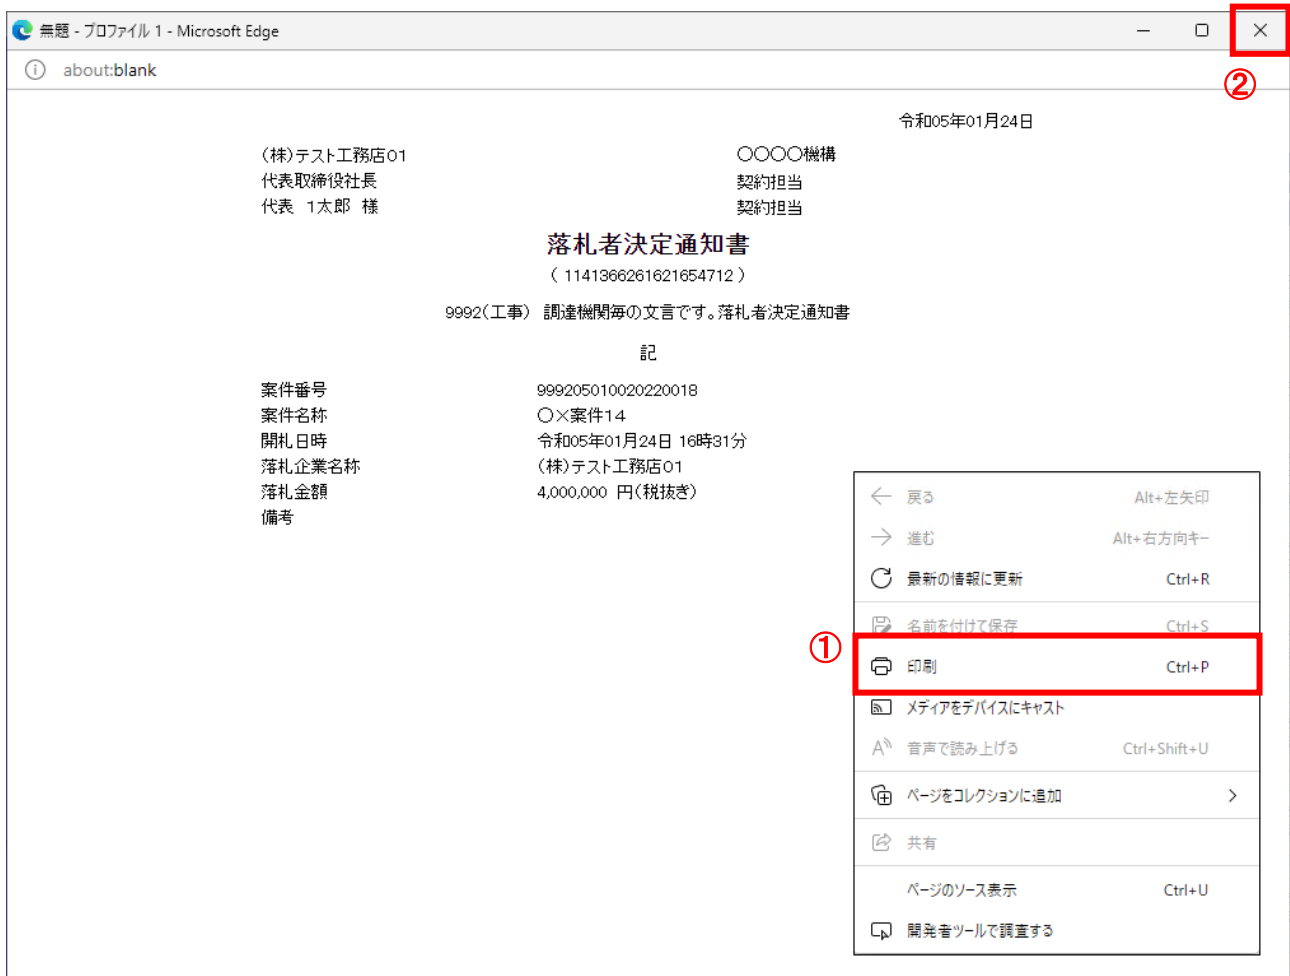 無題 - プロファイル 1 - Microsoft Edge
②
about:blank
令和05年01月24日
(株)テスト工務店01 〇〇〇〇機構
代表取締役社長 契約担当
代表 1太郎 様 契約担当
落札者決定通知書
( 1141366261621654712 )
9992(工事) 調達機関毎の文言です。落札者決定通知書
記
案件番号 999205010020220018
案件名称 〇×案件14
開札日時 令和05年01月24日 16時31分
落札企業名称 (株)テスト工務店01
落札金額 4,000,000 円(税抜き)
備考
戻る Alt+左矢印
進む Alt+右方向キー
最新の情報に更新 Ctrl+R
名前を付けて保存 Ctrl+S
①
印刷 Ctrl+P
メディアをデバイスにキャスト
音声で読み上げる Ctrl+Shift+U
ページをコレクションに追加
共有
ページのソース表示 Ctrl+U
開発者ツールで調査する